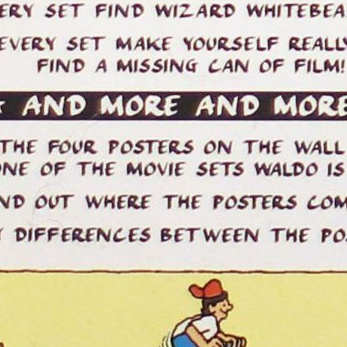 ERY SET FIND WIZARD WHITEBEA
EVERY SET MAKE YOURSELF REALLY
FIND A MISSING CAN OF FILM!
AND MORE AND MORE
THE FOUR POSTERS ON THE WALL
ONE OF THE MOVIE SETS WALDO IS
ND OUT WHERE THE POSTERS COM
Y DIFFERENCES BETWEEN THE PO